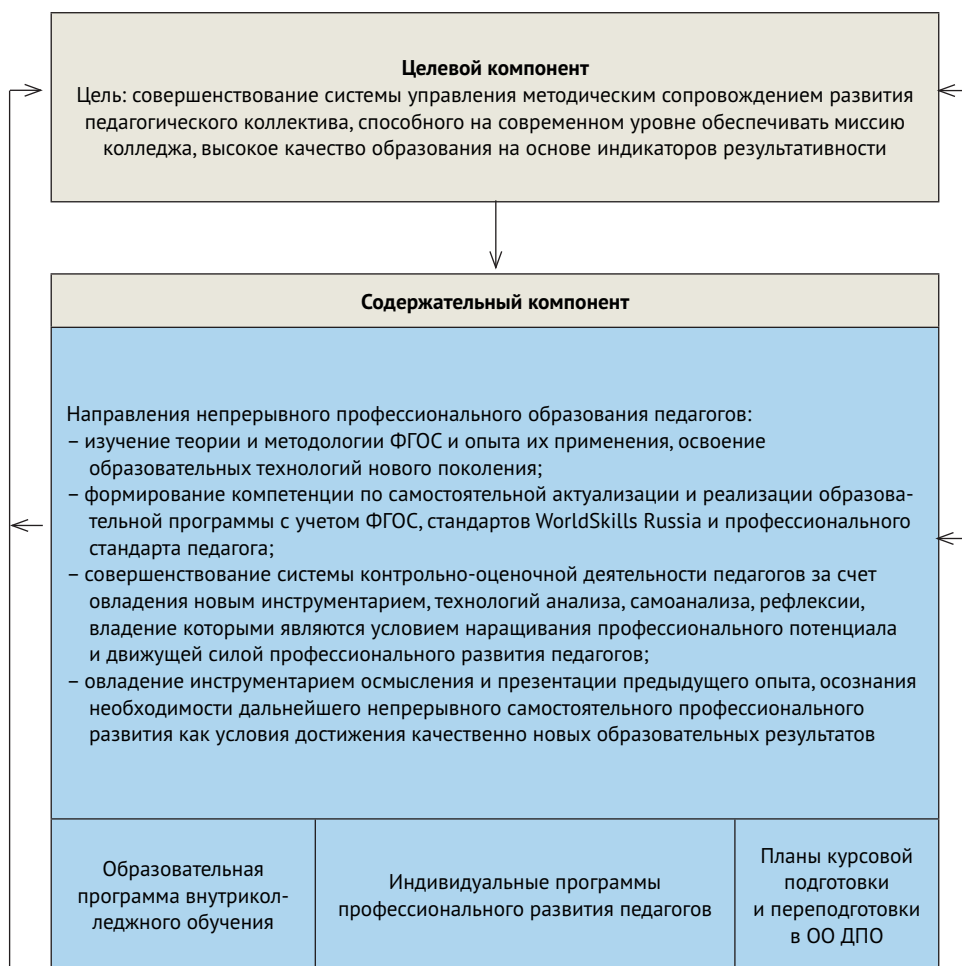 Целевой компонент
Цель: совершенствование системы управления методическим сопровождением развития
педагогического коллектива, способного на современном уровне обеспечивать миссию
колледжа, высокое качество образования на основе индикаторов результативности
Содержательный компонент
Направления непрерывного профессионального образования педагогов:
– изучение теории и методологии ФГОС и опыта их применения, освоение
образовательных технологий нового поколения;
– формирование компетенции по самостоятельной актуализации и реализации образова-
тельной программы с учетом ФГОС, стандартов WorldSkills Russia и профессионального
стандарта педагога;
– совершенствование системы контрольно-оценочной деятельности педагогов за счет
овладения новым инструментарием, технологий анализа, самоанализа, рефлексии,
владение которыми являются условием наращивания профессионального потенциала
и движущей силой профессионального развития педагогов;
– овладение инструментарием осмысления и презентации предыдущего опыта, осознания
необходимости дальнейшего непрерывного самостоятельного профессионального
развития как условия достижения качественно новых образовательных результатов
Образовательная
программа внутрикол-
леджного обучения
Индивидуальные программы
профессионального развития педагогов
Планы курсовой
подготовки
и переподготовки
в ОО ДПО